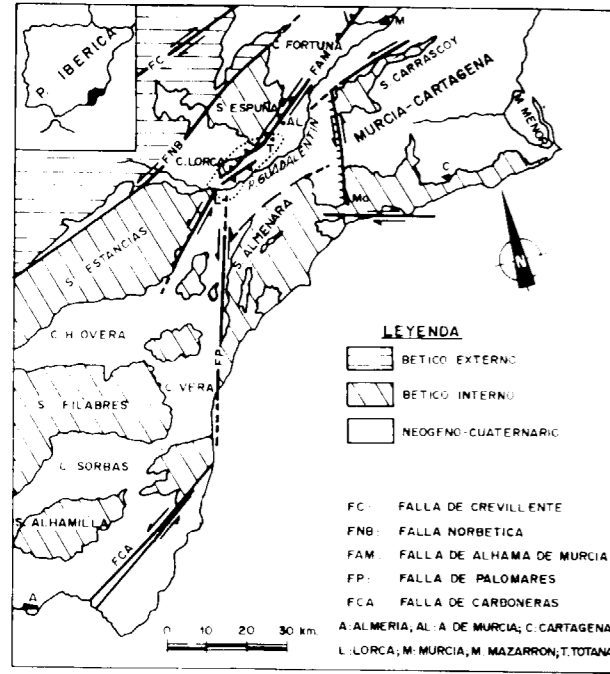 P. IBERICA
FC
C. FORTUNA
FAM
M
S. CARRASCOY
S. ESPUÑA
MURCIA-CARTAGENA
M. MENOR
AL
T
FNB
C. LORCA
R. GUADALENTIN
L
C
Mo
S. ESTANCIAS
S. ALMENARA
N
C. H. OVERA
FP
C. VERA
S. FILABRES
C. SORBAS
S. ALHAMILLA
FCA
A
0 10 20 30 km.
LEYENDA
BETICO EXTERNO
BETICO INTERNO
NEOGENO-CUATERNARIO
FC: FALLA DE CREVILLENTE
FNB: FALLA NORBETICA
FAM: FALLA DE ALHAMA DE MURCIA
FP: FALLA DE PALOMARES
FCA FALLA DE CARBONERAS
A:ALMERIA; AL:A DE MURCIA; C:CARTAGENA
L:LORCA; M:MURCIA; M.MAZARRON; T.TOTANA